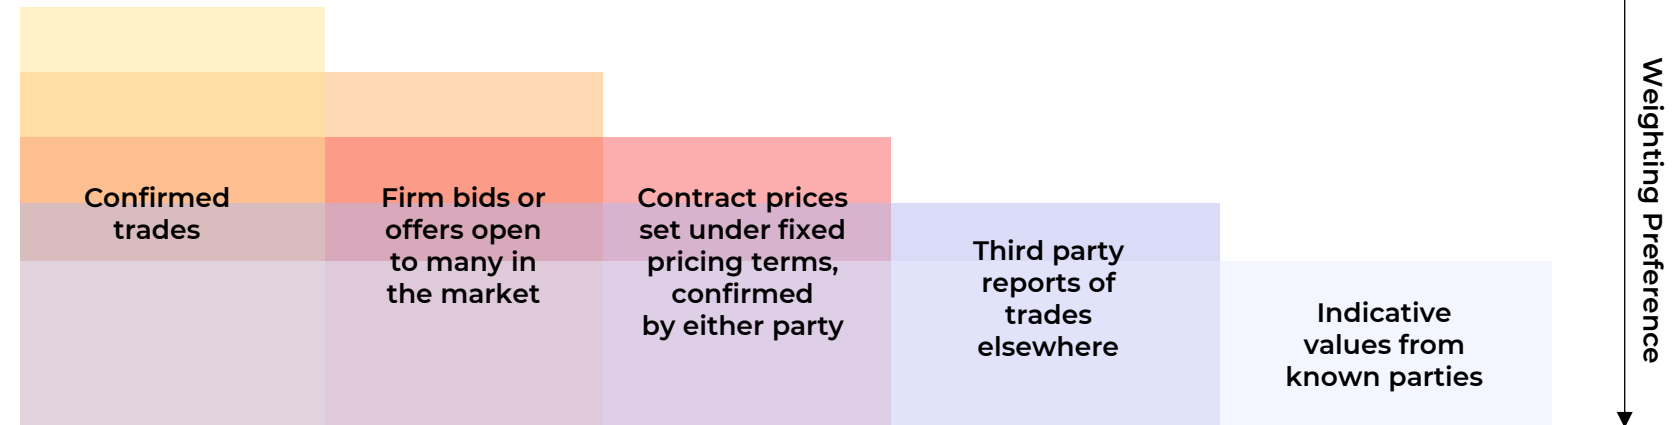 Confirmed
trades
Firm bids or
offers open
to many in
the market
Contract prices
set under fixed
pricing terms,
confirmed
by either party
Third party
reports of
trades
elsewhere
Indicative
values from
known parties
Weighting Preference